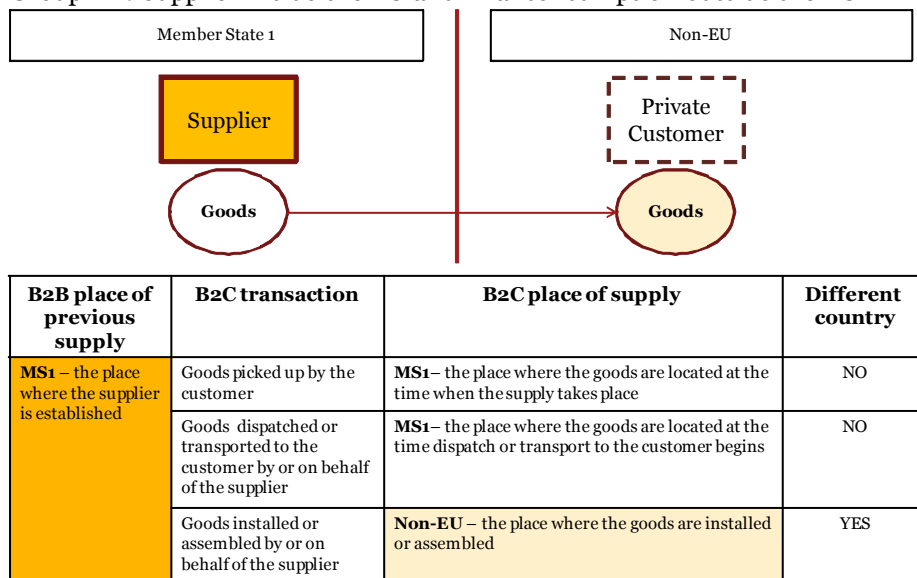 Member State 1
Non-EU
Supplier
Private
Customer
Goods
Goods
B2B place of
previous
supply
B2C transaction
B2C place of supply
Different
country
MS1 – the place
where the supplier
is established
Goods picked up by the
customer
MS1– the place where the goods are located at the
time when the supply takes place
NO
Goods dispatched or
transported to the
customer by or on behalf
of the supplier
MS1– the place where the goods are located at the
time dispatch or transport to the customer begins
NO
Goods installed or
assembled by or on
behalf of the supplier
Non-EU – the place where the goods are installed
or assembled
YES